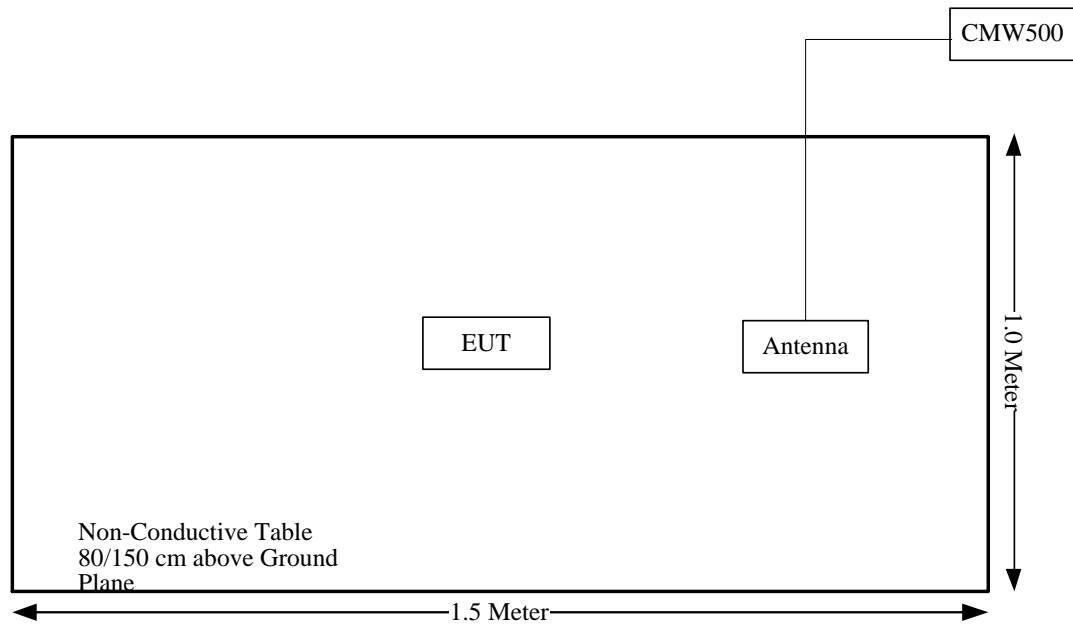 CMW500
EUT
Antenna
1.0 Meter
Non-Conductive Table
80/150 cm above Ground
Plane
1.5 Meter